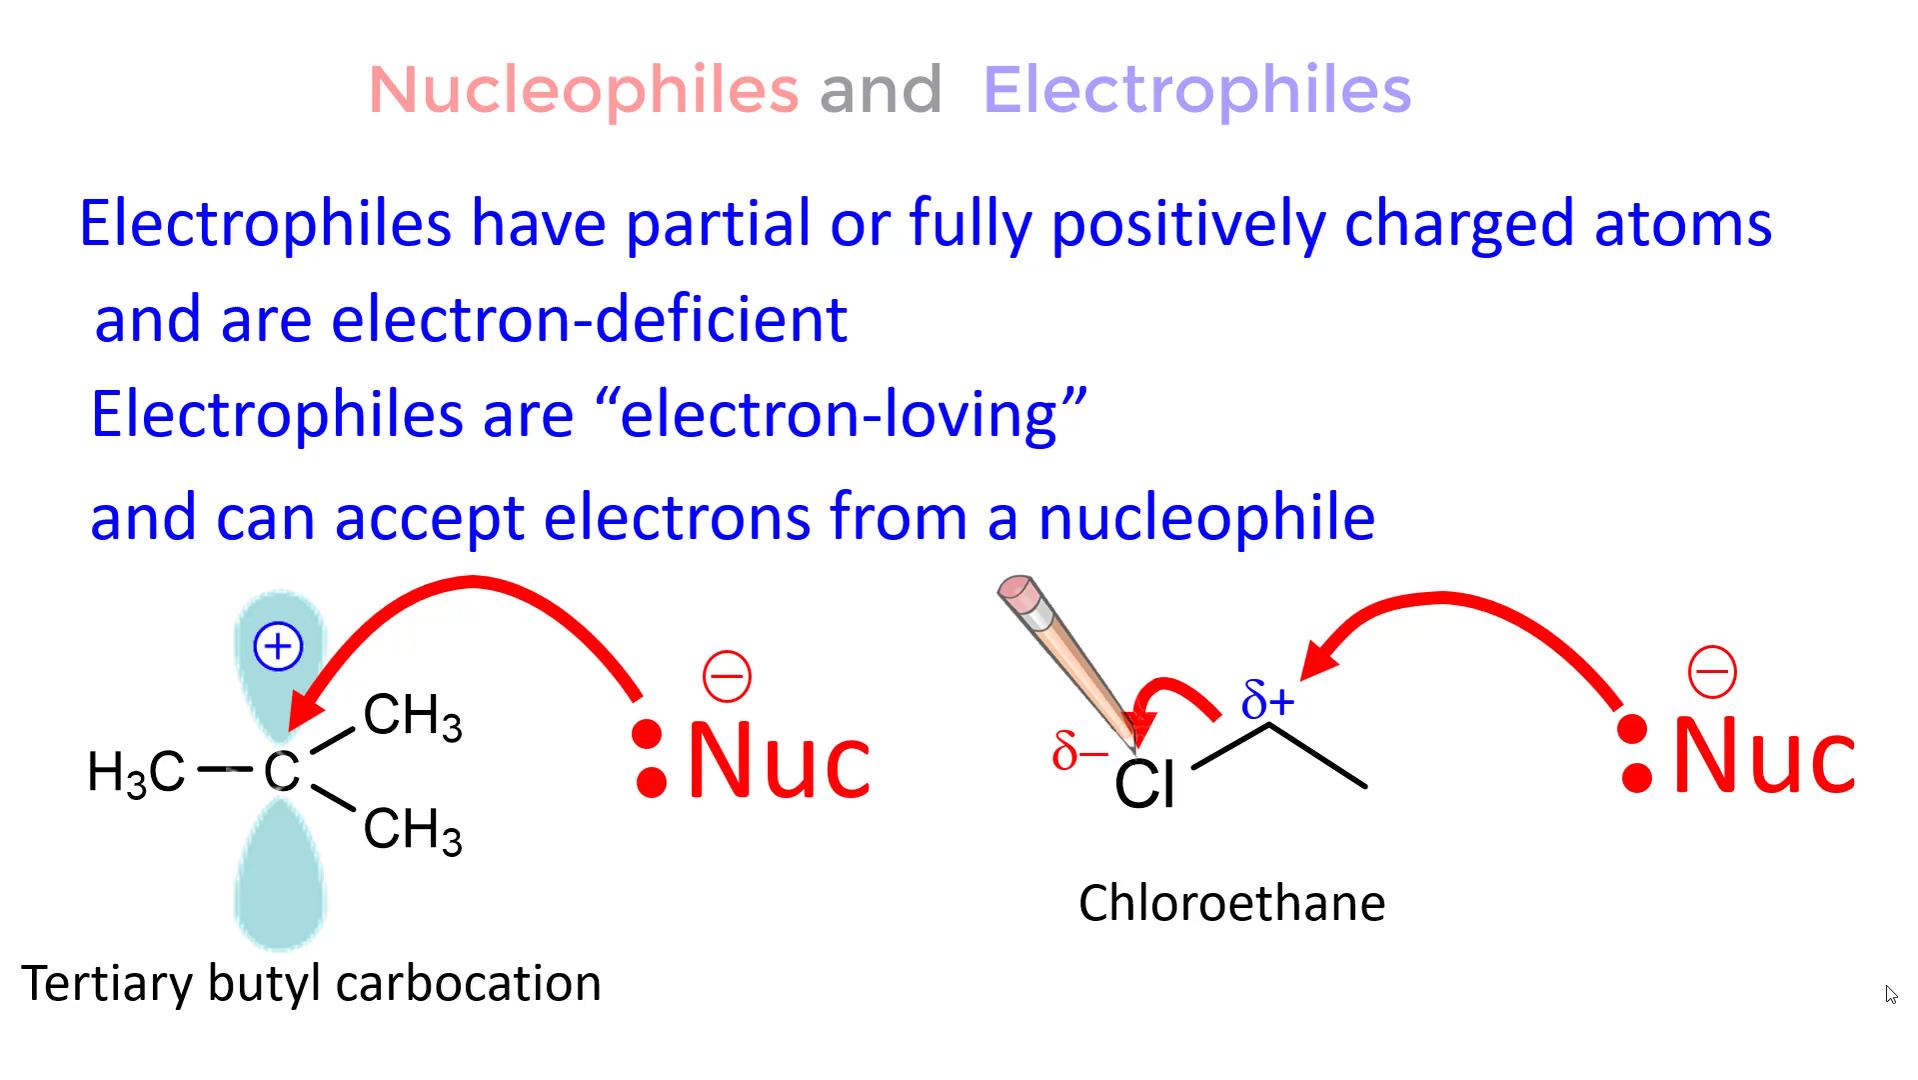 Nucleophiles and Electrophiles
Electrophiles have partial or fully positively charged atoms
and are electron-deficient
Electrophiles are “electron-loving”
and can accept electrons from a nucleophile
+
CH3
H3C C
CH3
−
:Nuc
δ+
δ−
Cl
−
:Nuc
Chloroethane
Tertiary butyl carbocation